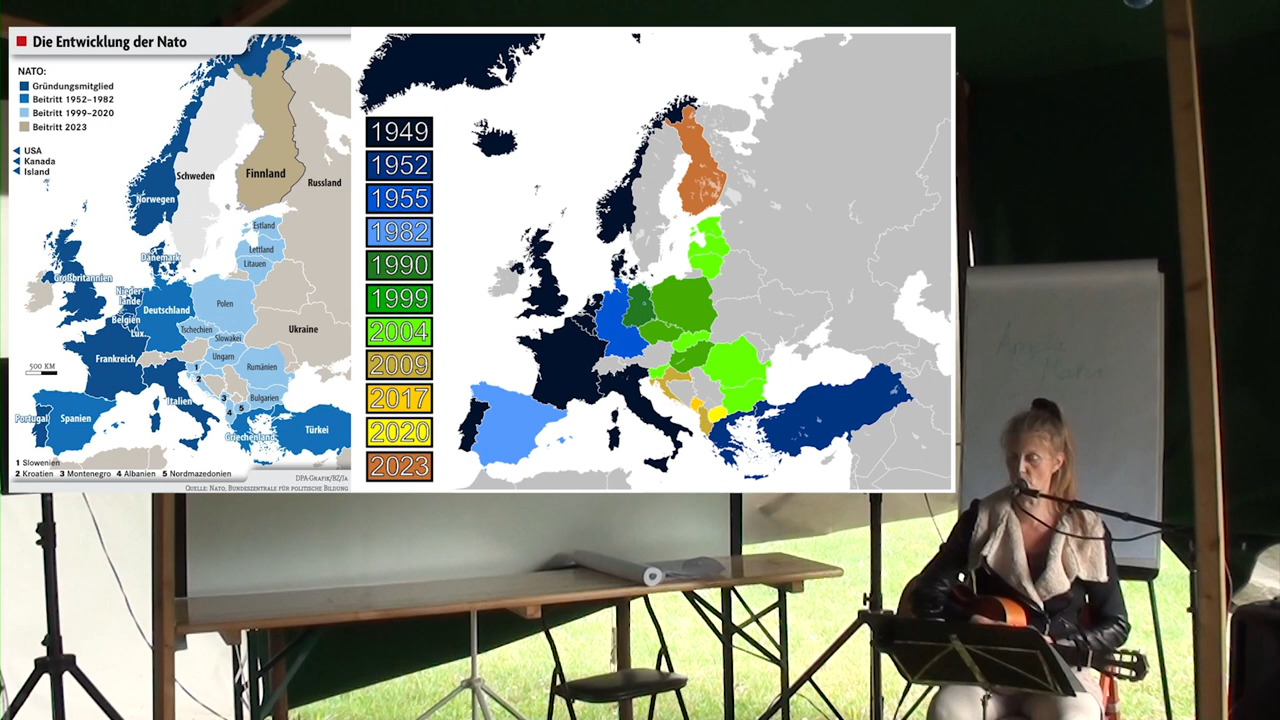 Die Entwicklung der Nato
NATO:
Gründungsmitglied
Beitritt 1952–1982
Beitritt 1999–2020
Beitritt 2023
USA
Kanada
Island
Schweden
Finnland
Russland
Norwegen
Estland
Lettland
Litauen
Dänemark
Großbritannien
Nieder-
lande
Belgien
Lux.
Deutschland
Polen
Tschechien
Slowakei
Ukraine
Frankreich
Ungarn
Rumänien
500 KM
1
2
3
4
5
Bulgarien
Italien
Portugal
Spanien
Griechenland
Türkei
1 Slowenien
2 Kroatien 3 Montenegro 4 Albanien 5 Nordmazedonien
DPA-GRAFIK/BZ/JA
QUELLE: NATO, BUNDESZENTRALE FÜR POLITISCHE BILDUNG
1949
1952
1955
1982
1990
1999
2004
2009
2017
2020
2023